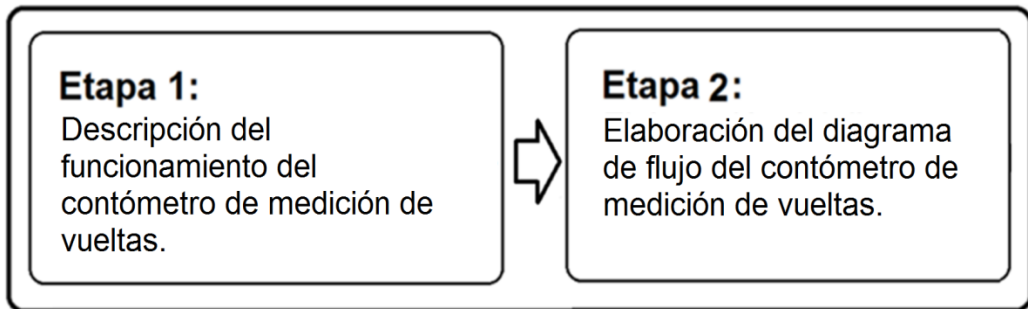 Etapa 1:
Descripción del
funcionamiento del
contómetro de medición de
vueltas.
Etapa 2:
Elaboración del diagrama
de flujo del contómetro de
medición de vueltas.